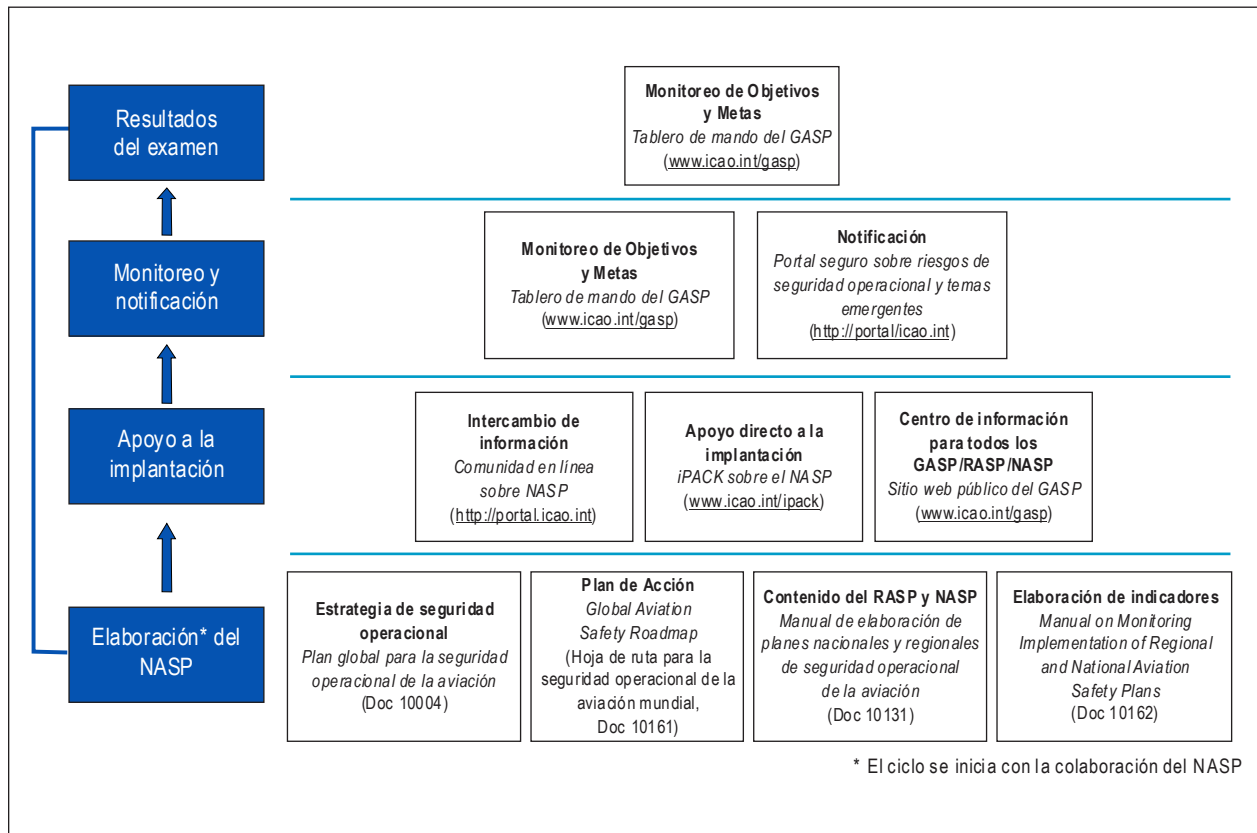 Resultados
del examen
Monitoreo de Objetivos
y Metas
Tablero de mando del GASP
(www.icao.int/gasp)
Monitoreo y
notificación
Monitoreo de Objetivos
y Metas
Tablero de mando del GASP
(www.icao.int/gasp)
Notificación
Portal seguro sobre riesgos de
seguridad operacional y temas
emergentes
(http://portal/icao.int)
Apoyo a la
implantación
Intercambio de
información
Comunidad en línea
sobre NASP
(http://portal.icao.int)
Apoyo directo a la
implantación
iPACK sobre el NASP
(www.icao.int/ipack)
Centro de información
para todos los
GASP/RASP/NASP
Sitio web público del GASP
(www.icao.int/gasp)
Elaboración* del
NASP
Estrategia de seguridad
operacional
Plan global para la seguridad
operacional de la aviación
(Doc 10004)
Plan de Acción
Global Aviation
Safety Roadmap
(Hoja de ruta para la
seguridad operacional de la
aviación mundial,
Doc 10161)
Contenido del RASP y NASP
Manual de elaboración de
planes nacionales y regionales
de seguridad operacional
de la aviación
(Doc 10131)
Elaboración de indicadores
Manual on Monitoring
Implementation of Regional
and National Aviation
Safety Plans
(Doc 10162)
* El ciclo se inicia con la colaboración del NASP